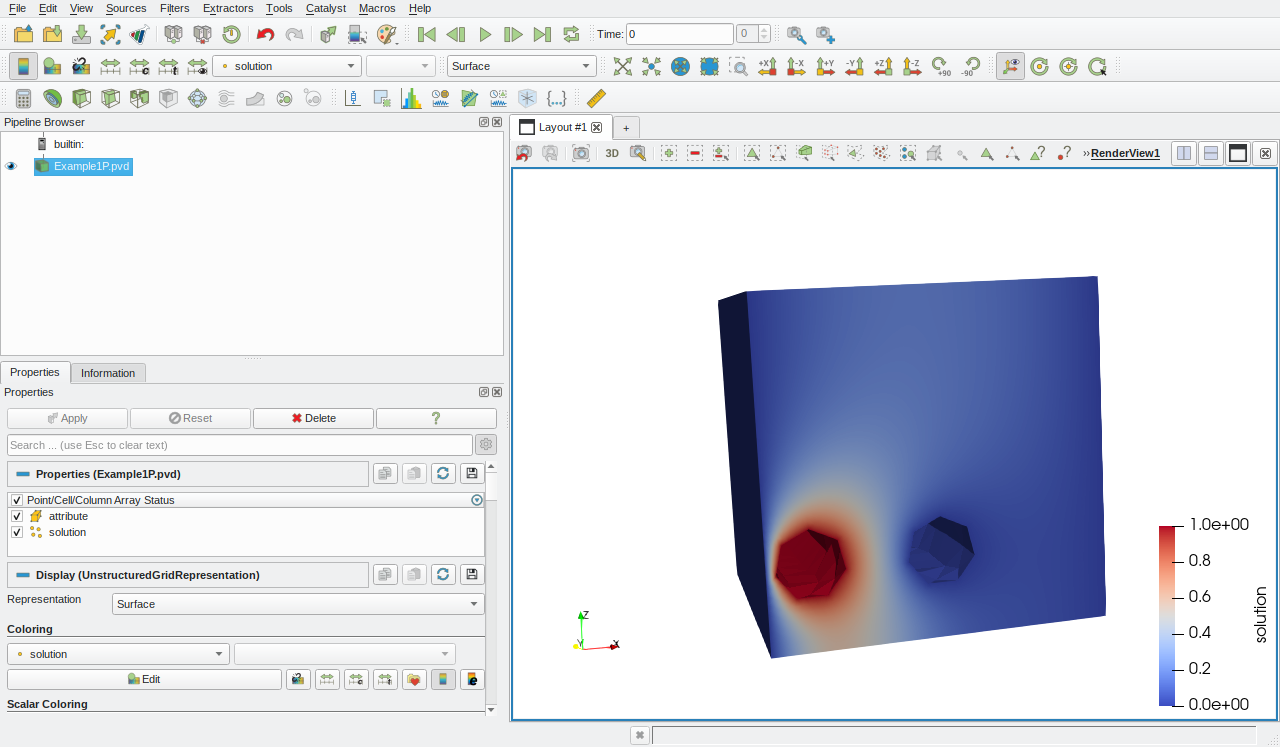 File Edit View Sources Filters Extractors Tools Catalyst Macros Help
Time: 0 0
solution Surface +X -X +Y -Y +Z -Z +90 -90
Pipeline Browser
builtin:
Example1P.pvd
Layout #1 +
3D ? ? »RenderView1
Properties Information
Properties
Apply Reset Delete ?
Search ... (use Esc to clear text)
Properties (Example1P.pvd)
Point/Cell/Column Array Status
attribute
solution
Display (UnstructuredGridRepresentation)
Representation Surface
Coloring
solution
Edit
Scalar Coloring
Z
Y
X
1.0e+00
0.8
0.6
0.4
0.2
0.0e+00
solution